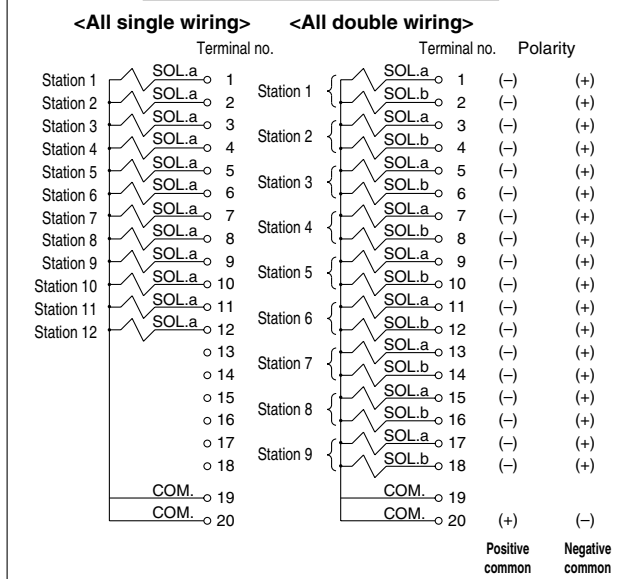 <All single wiring> <All double wiring>
Terminal no. Terminal no. Polarity
Station 1 SOL.a 1
Station 2 SOL.a 2
Station 3 SOL.a 3
Station 4 SOL.a 4
Station 5 SOL.a 5
Station 6 SOL.a 6
Station 7 SOL.a 7
Station 8 SOL.a 8
Station 9 SOL.a 9
Station 10 SOL.a 10
Station 11 SOL.a 11
Station 12 SOL.a 12
13
14
15
16
17
18
COM. 19
COM. 20
Station 1 SOL.a 1 (–) (+)
SOL.b 2 (–) (+)
Station 2 SOL.a 3 (–) (+)
SOL.b 4 (–) (+)
Station 3 SOL.a 5 (–) (+)
SOL.b 6 (–) (+)
Station 4 SOL.a 7 (–) (+)
SOL.b 8 (–) (+)
Station 5 SOL.a 9 (–) (+)
SOL.b 10 (–) (+)
Station 6 SOL.a 11 (–) (+)
SOL.b 12 (–) (+)
Station 7 SOL.a 13 (–) (+)
SOL.b 14 (–) (+)
Station 8 SOL.a 15 (–) (+)
SOL.b 16 (–) (+)
Station 9 SOL.a 17 (–) (+)
SOL.b 18 (–) (+)
COM. 19
COM. 20 (+) (–)
Positive common
Negative common